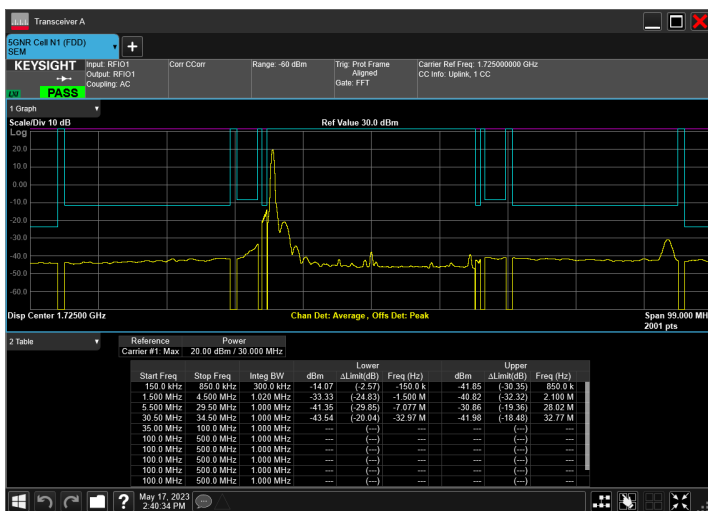 Transceiver A
5GNR Cell N1 (FDD)
SEM
KEYSIGHT
LXI
PASS
Input: RFIO1
Output: RFIO1
Coupling: AC
Corr CCorr
Range: -60 dBm
Trig: Prot Frame
Aligned
Gate: FFT
Carrier Ref Freq: 1.725000000 GHz
CC Info: Uplink, 1 CC
1 Graph
Scale/Div 10 dB
Ref Value 30.0 dBm
Log
20.0
10.0
0.00
-10.0
-20.0
-30.0
-40.0
-50.0
-60.0
Disp Center 1.72500 GHz
Chan Det: Average, Offs Det: Peak
Span 99.000 MH
2001 pts
2 Table
Reference Power
Carrier #1: Max 20.00 dBm / 30.000 MHz
Lower Upper
Start Freq Stop Freq Integ BW dBm ΔLimit(dB) Freq (Hz) dBm ΔLimit(dB) Freq (Hz)
150.0 kHz 850.0 kHz 300.0 kHz -14.07 (-2.57) -150.0 k -41.85 (-30.35) 850.0 k
1.500 MHz 4.500 MHz 1.020 MHz -33.33 (-24.83) -1.500 M -40.82 (-32.32) 2.100 M
5.500 MHz 29.50 MHz 1.000 MHz -41.35 (-29.85) -7.077 M -30.86 (-19.36) 28.02 M
30.50 MHz 34.50 MHz 1.000 MHz -43.54 (-20.04) -32.97 M -41.98 (-18.48) 32.77 M
35.00 MHz 100.0 MHz 1.000 MHz --- (---) --- --- (---) ---
100.0 MHz 500.0 MHz 1.000 MHz --- (---) --- --- (---) ---
100.0 MHz 500.0 MHz 1.000 MHz --- (---) --- --- (---) ---
100.0 MHz 500.0 MHz 1.000 MHz --- (---) --- --- (---) ---
100.0 MHz 500.0 MHz 1.000 MHz --- (---) --- --- (---) ---
100.0 MHz 500.0 MHz 1.000 MHz --- (---) --- --- (---) ---
May 17, 2023
2:40:34 PM